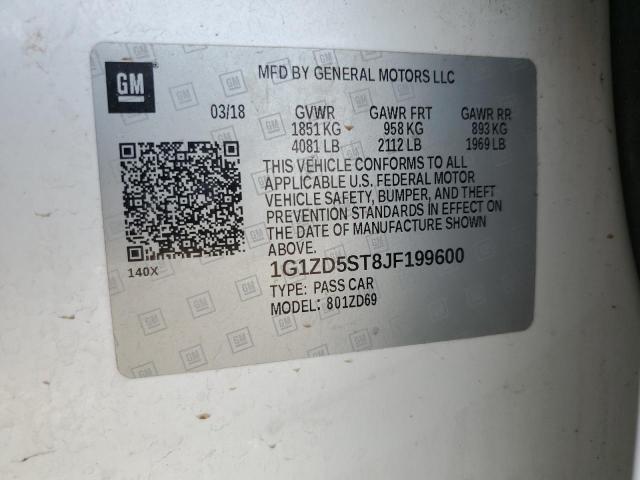 GM
MFD BY GENERAL MOTORS LLC
03/18 GVWR GAWR FRT GAWR RR
1851 KG 958 KG 893 KG
4081 LB 2112 LB 1969 LB
THIS VEHICLE CONFORMS TO ALL
APPLICABLE U.S. FEDERAL MOTOR
VEHICLE SAFETY, BUMPER, AND THEFT
PREVENTION STANDARDS IN EFFECT ON
THE DATE OF MANUFACTURE SHOWN
ABOVE.
140X
1G1ZD5ST8JF199600
TYPE: PASS CAR
MODEL: 801ZD69